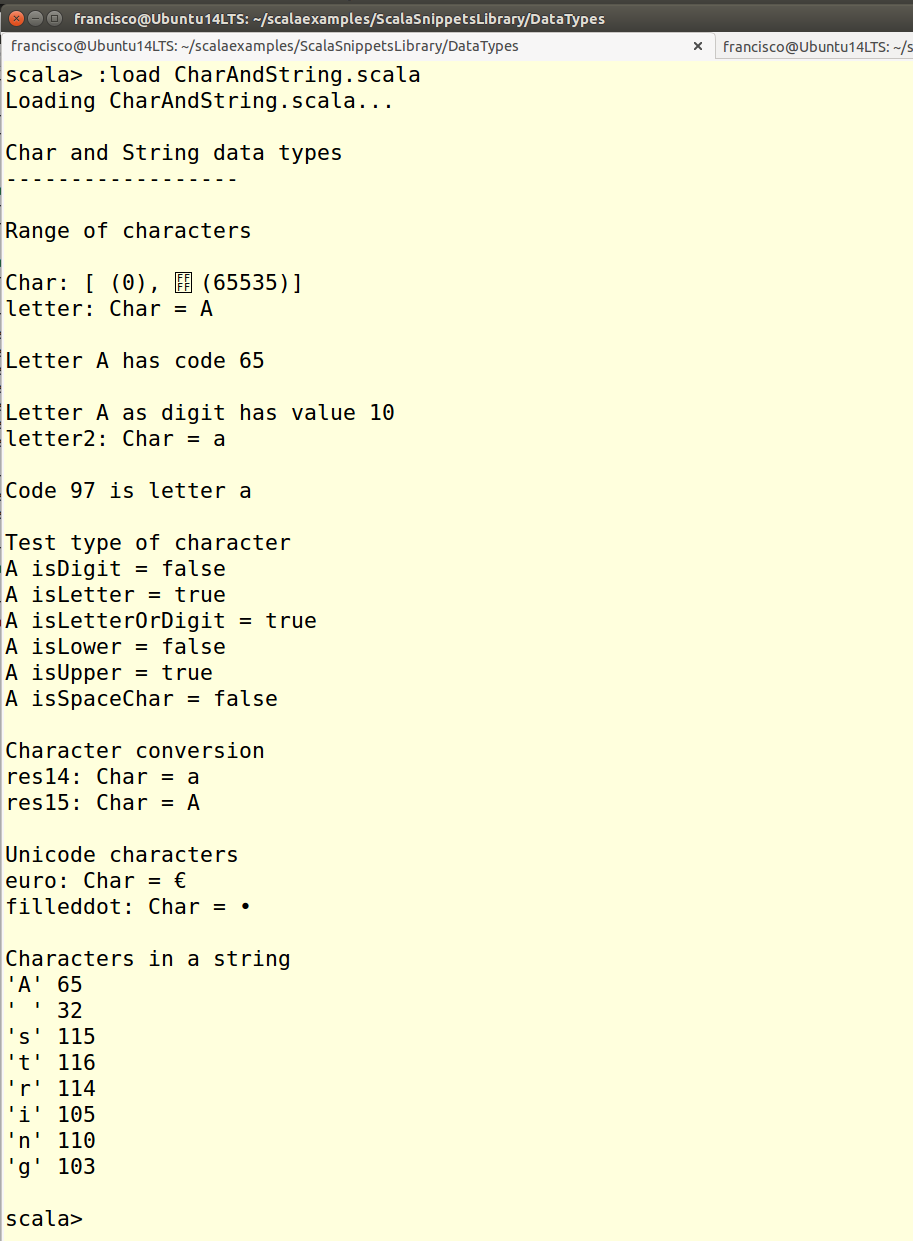 francisco@Ubuntu14LTS: ~/scalaexamples/ScalaSnippetsLibrary/DataTypes
francisco@Ubuntu14LTS: ~/scalaexamples/ScalaSnippetsLibrary/DataTypes × francisco@Ubuntu14LTS: ~/s
scala> :load CharAndString.scala
Loading CharAndString.scala...
Char and String data types
------------------
Range of characters
Char: [ (0), FFFF (65535)]
letter: Char = A
Letter A has code 65
Letter A as digit has value 10
letter2: Char = a
Code 97 is letter a
Test type of character
A isDigit = false
A isLetter = true
A isLetterOrDigit = true
A isLower = false
A isUpper = true
A isSpaceChar = false
Character conversion
res14: Char = a
res15: Char = A
Unicode characters
euro: Char = €
filleddot: Char = •
Characters in a string
'A' 65
' ' 32
's' 115
't' 116
'r' 114
'i' 105
'n' 110
'g' 103
scala>